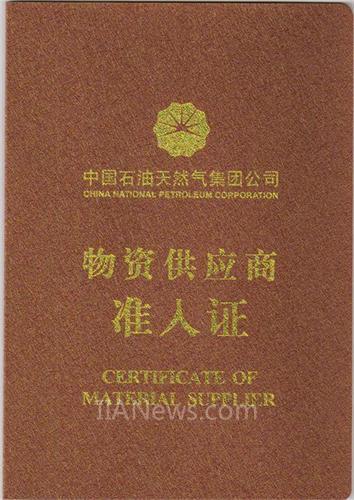 中国石油天然气集团公司
CHINA NATIONAL PETROLEUM CORPORATION
物资供应商
准入证
CERTIFICATE OF
MATERIAL SUPPLIER
IIANews.com